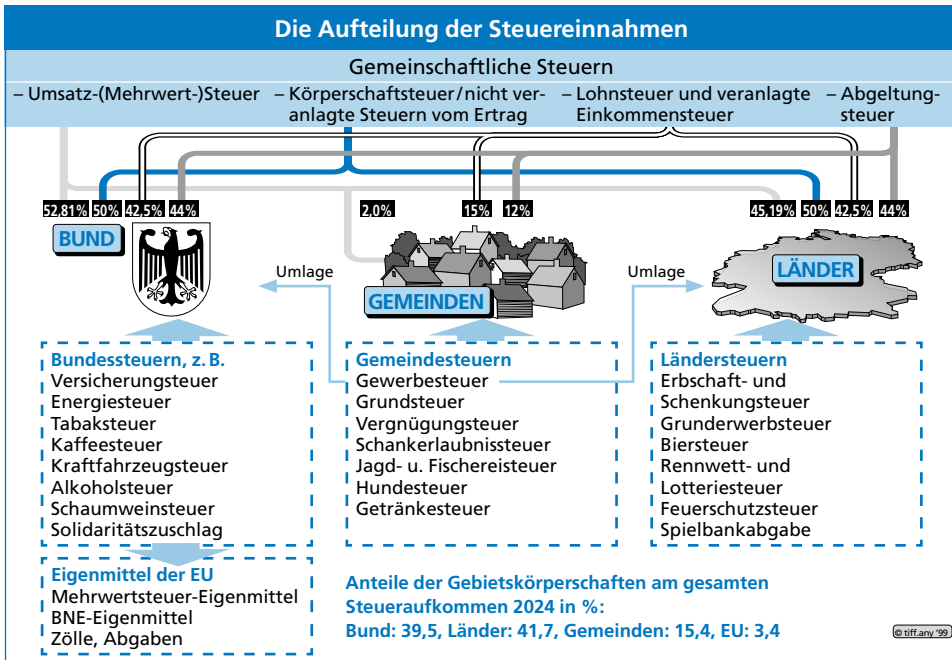 Die Aufteilung der Steuereinnahmen
Gemeinschaftliche Steuern
– Umsatz-(Mehrwert-)Steuer
– Körperschaftsteuer/nicht ver-
anlagte Steuern vom Ertrag
– Lohnsteuer und veranlagte
Einkommensteuer
– Abgeltung-
steuer
52,81% 50% 42,5% 44%
2,0% 15% 12%
45,19% 50% 42,5% 44%
BUND
GEMEINDEN
LÄNDER
Umlage
Umlage
Bundessteuern, z. B.
Versicherungsteuer
Energiesteuer
Tabaksteuer
Kaffeesteuer
Kraftfahrzeugsteuer
Alkoholsteuer
Schaumweinsteuer
Solidaritätszuschlag
Gemeindesteuern
Gewerbesteuer
Grundsteuer
Vergnügungsteuer
Schankerlaubnissteuer
Jagd- u. Fischereisteuer
Hundesteuer
Getränkesteuer
Ländersteuern
Erbschaft- und
Schenkungsteuer
Grunderwerbsteuer
Biersteuer
Rennwett- und
Lotteriesteuer
Feuerschutzsteuer
Spielbankabgabe
Eigenmittel der EU
Mehrwertsteuer-Eigenmittel
BNE-Eigenmittel
Zölle, Abgaben
Anteile der Gebietskörperschaften am gesamten
Steueraufkommen 2024 in %:
Bund: 39,5, Länder: 41,7, Gemeinden: 15,4, EU: 3,4
© tiff.any '99